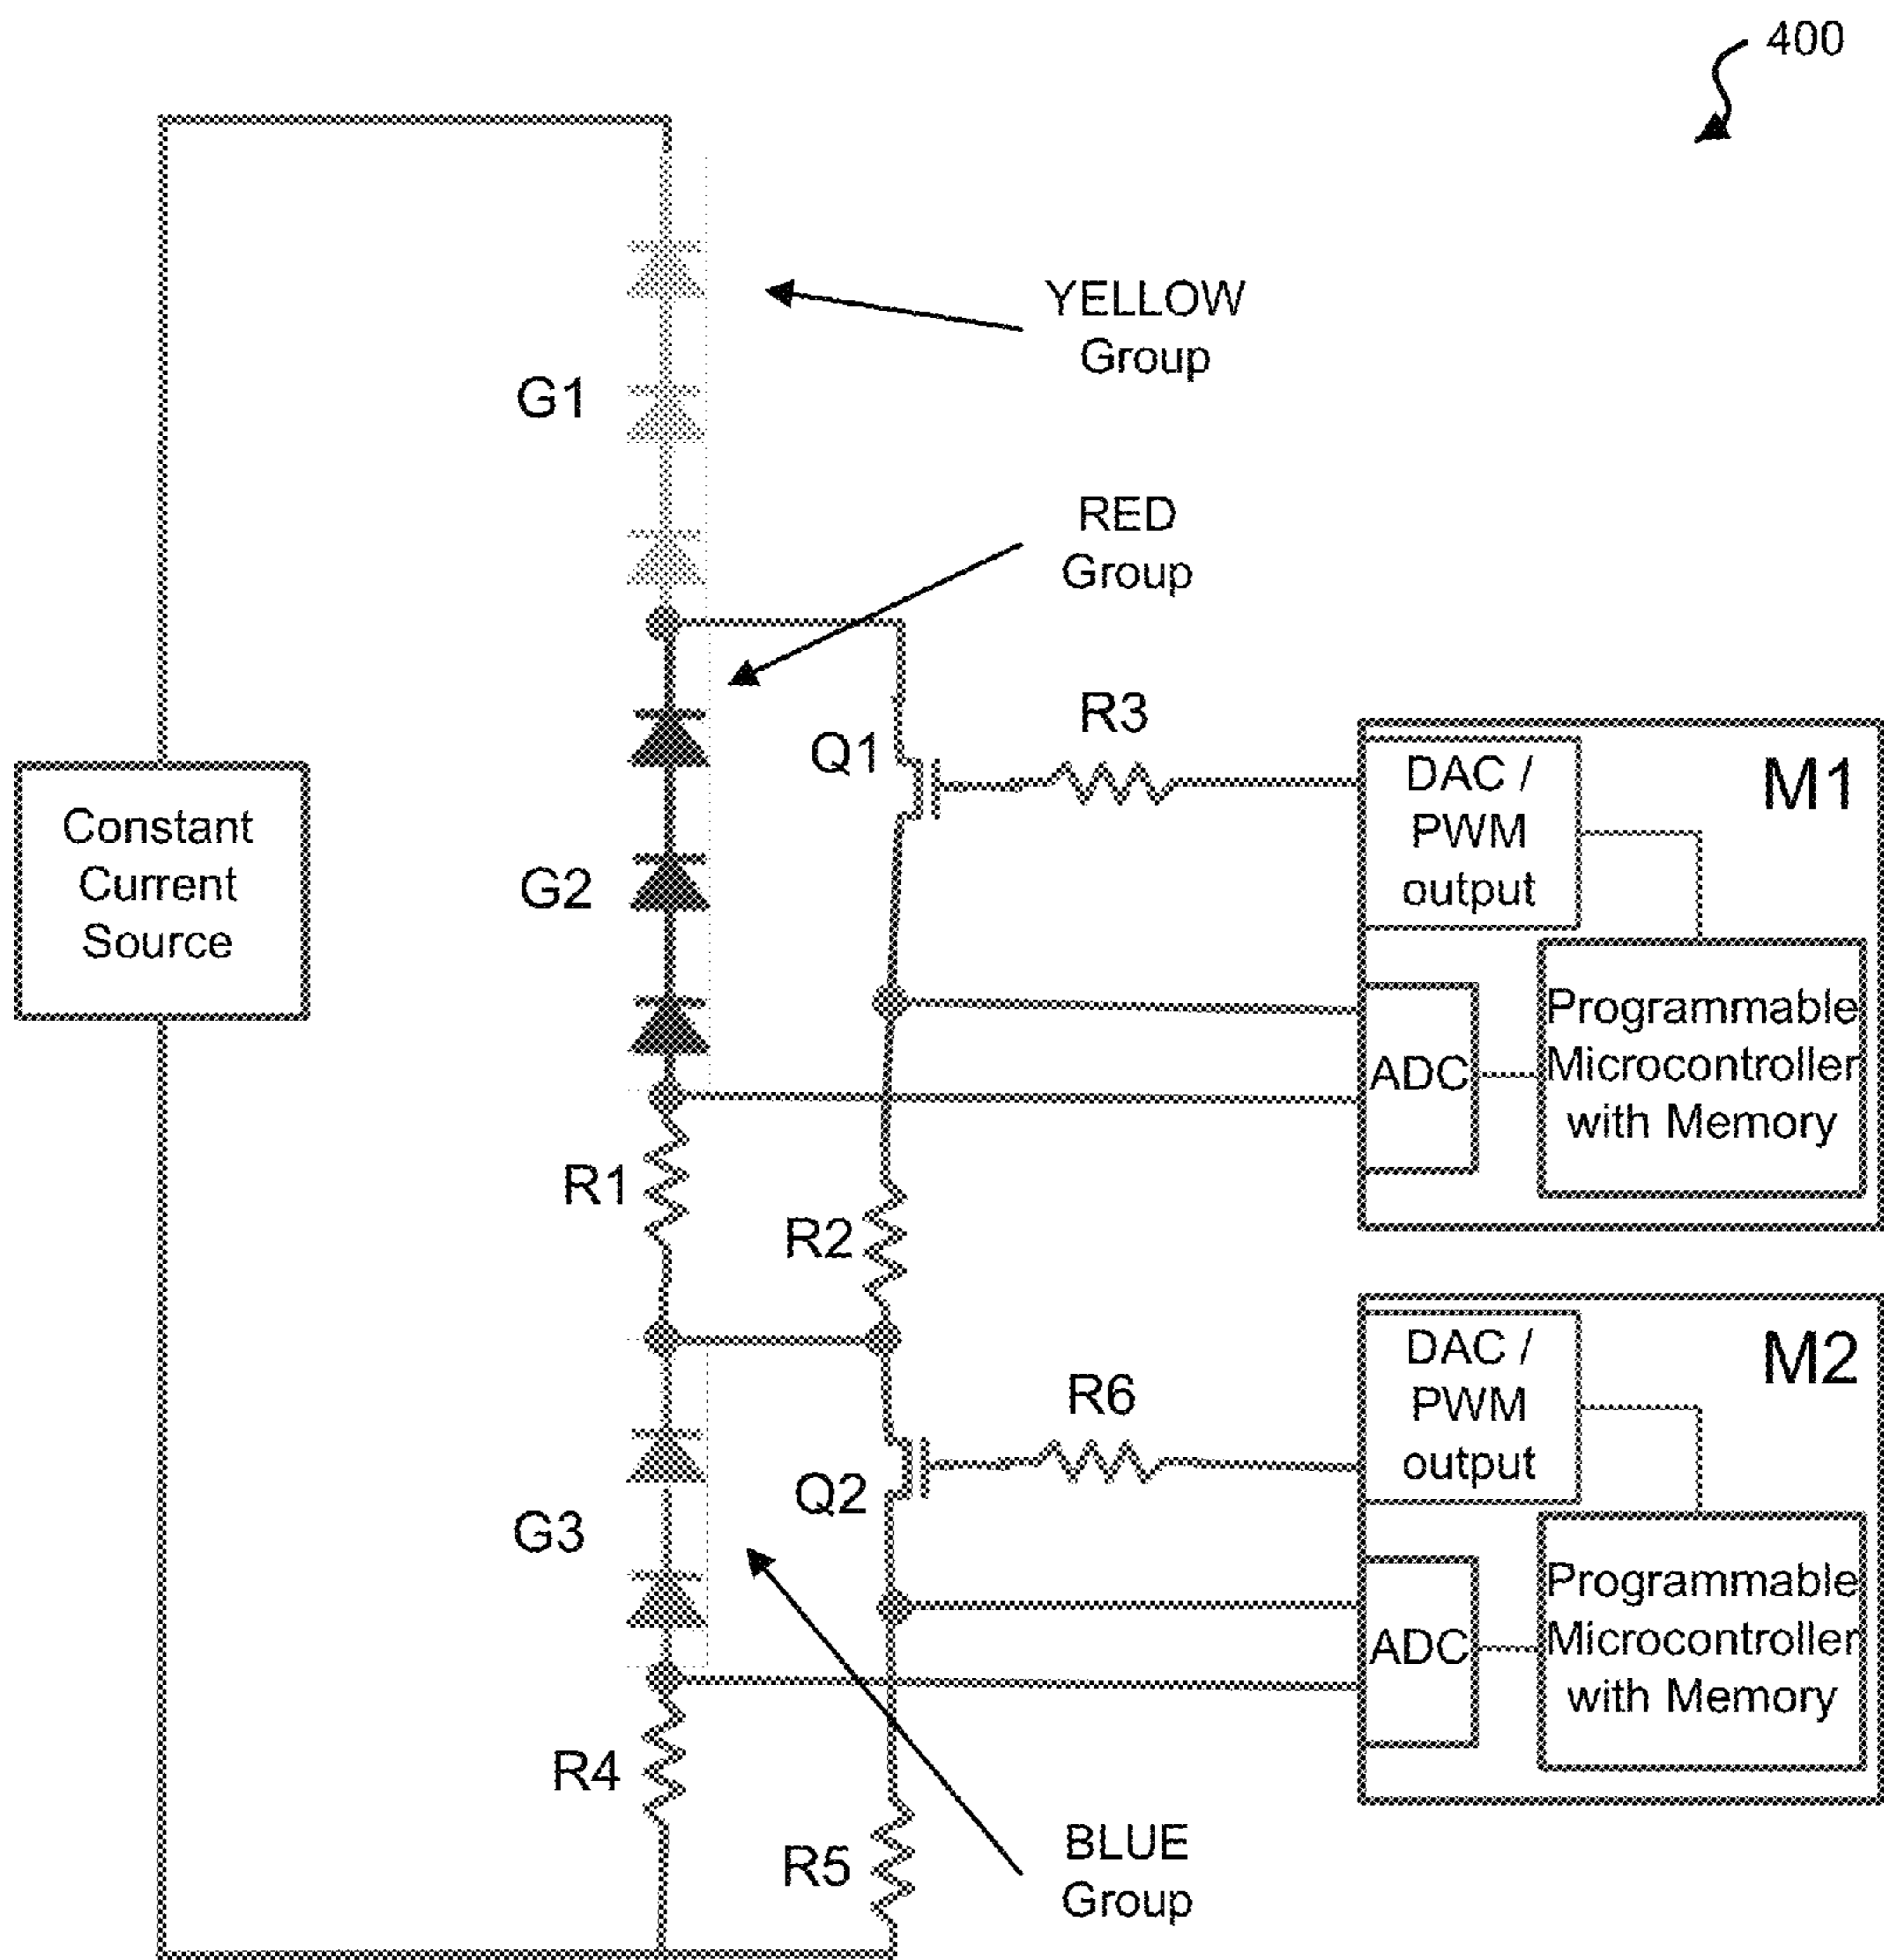 400
YELLOW
Group
G1
RED
Group
R3
Q1
DAC /
PWM
output
M1
Constant
Current
Source
G2
Programmable
Microcontroller
with Memory
ADC
R1
R2
DAC /
PWM
output
M2
R6
Q2
G3
Programmable
Microcontroller
with Memory
ADC
R4
R5
BLUE
Group